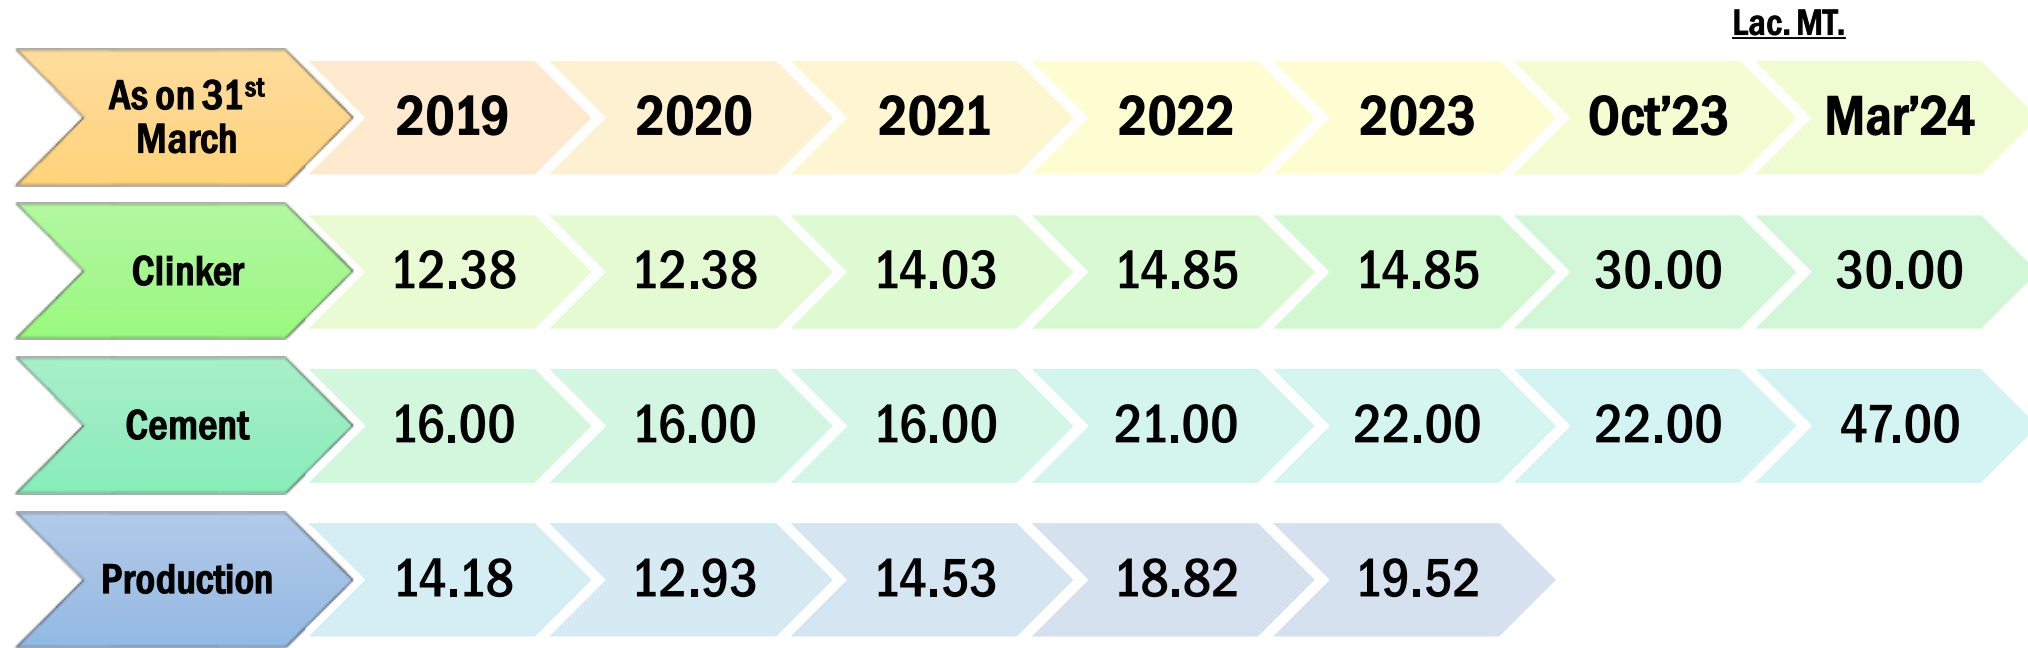 Lac. MT.
As on 31st
March
2019 2020 2021 2022 2023 Oct’23 Mar’24
Clinker 12.38 12.38 14.03 14.85 14.85 30.00 30.00
Cement 16.00 16.00 16.00 21.00 22.00 22.00 47.00
Production 14.18 12.93 14.53 18.82 19.52